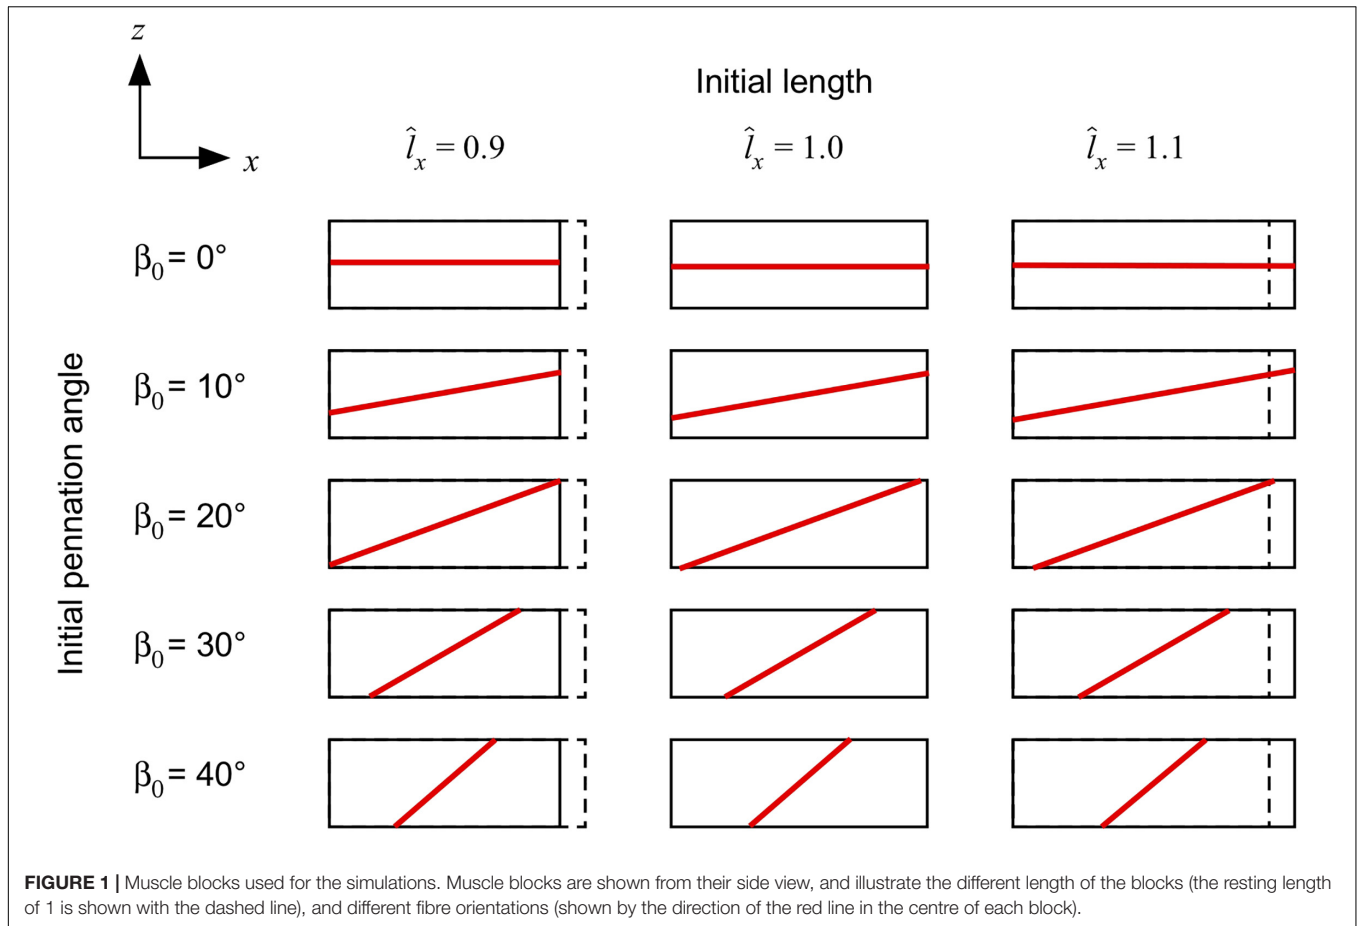 z
x
Initial length
l̂ₓ = 0.9
l̂ₓ = 1.0
l̂ₓ = 1.1
Initial pennation angle
β₀ = 0°
β₀ = 10°
β₀ = 20°
β₀ = 30°
β₀ = 40°
FIGURE 1 | Muscle blocks used for the simulations. Muscle blocks are shown from their side view, and illustrate the different length of the blocks (the resting length
of 1 is shown with the dashed line), and different fibre orientations (shown by the direction of the red line in the centre of each block).